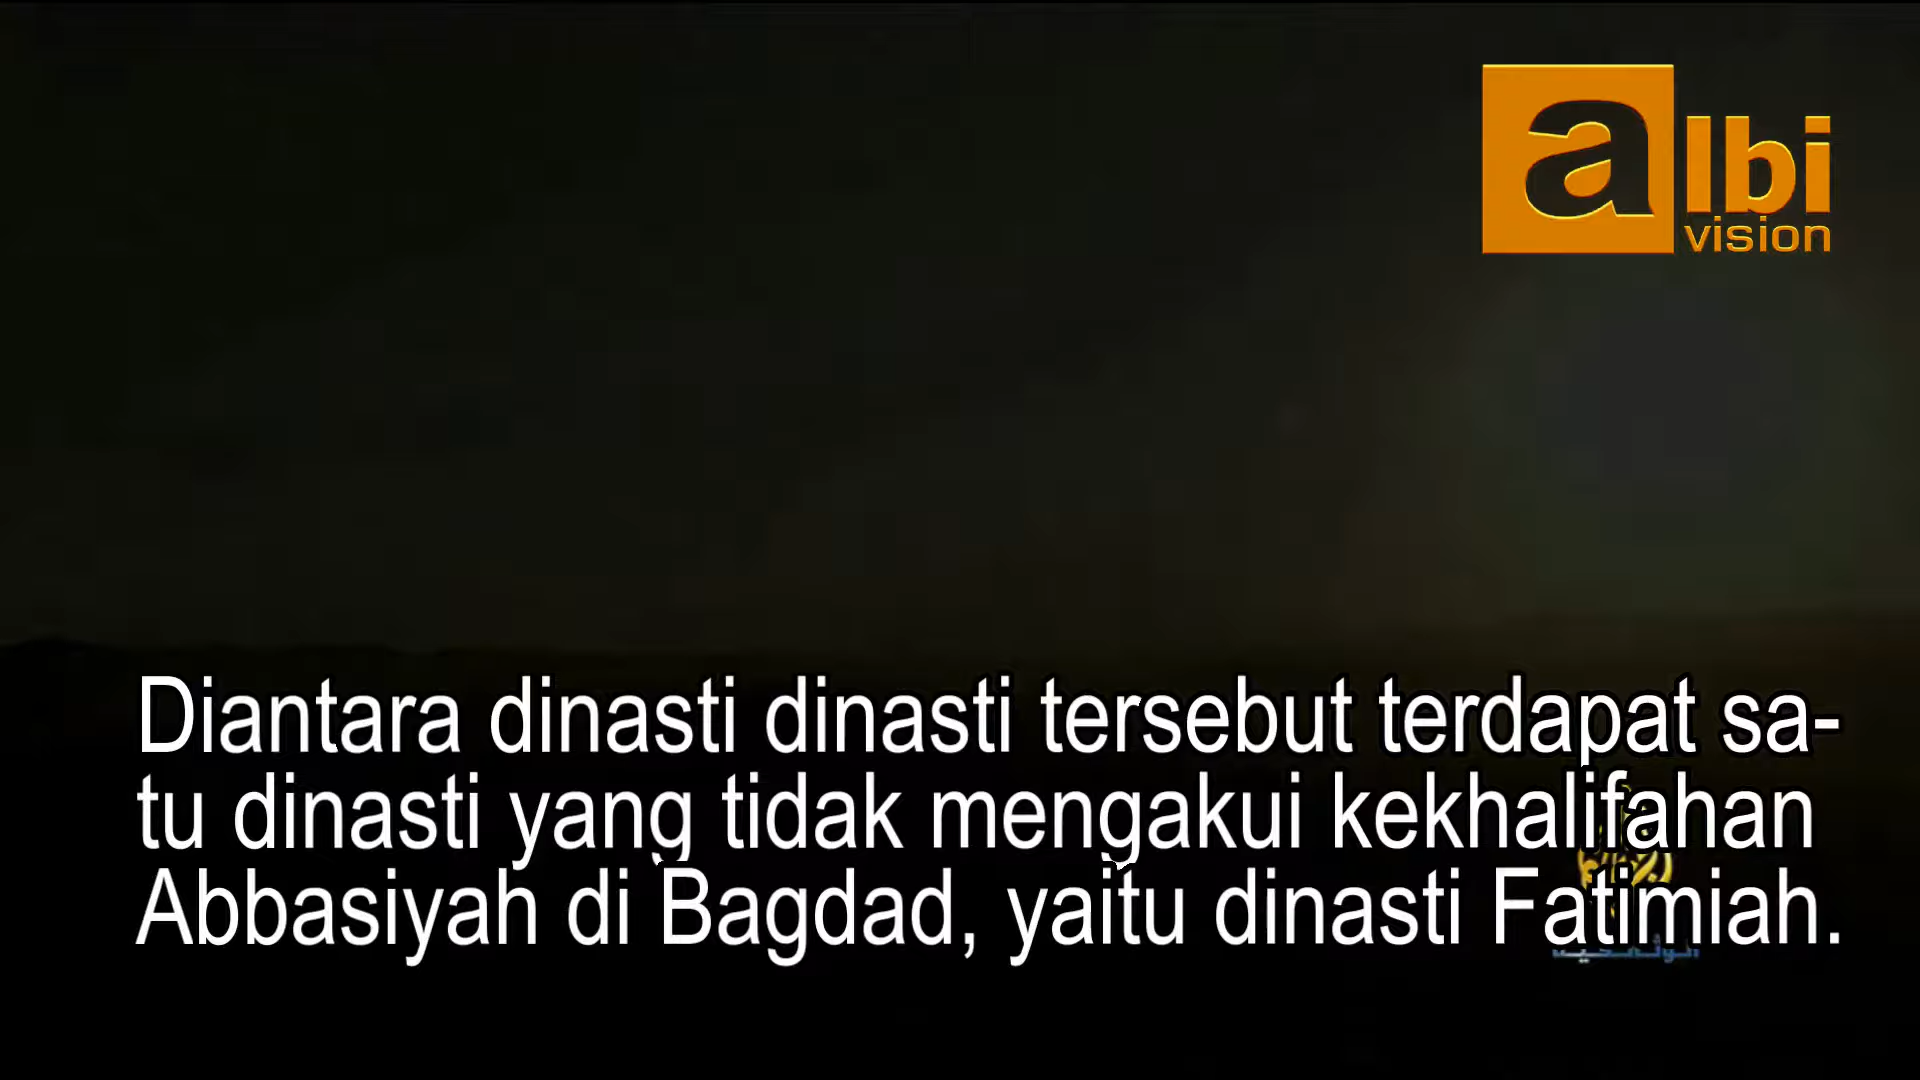 albi
vision
Diantara dinasti dinasti tersebut terdapat sa-
tu dinasti yang tidak mengakui kekhalifahan
Abbasiyah di Bagdad, yaitu dinasti Fatimiah.